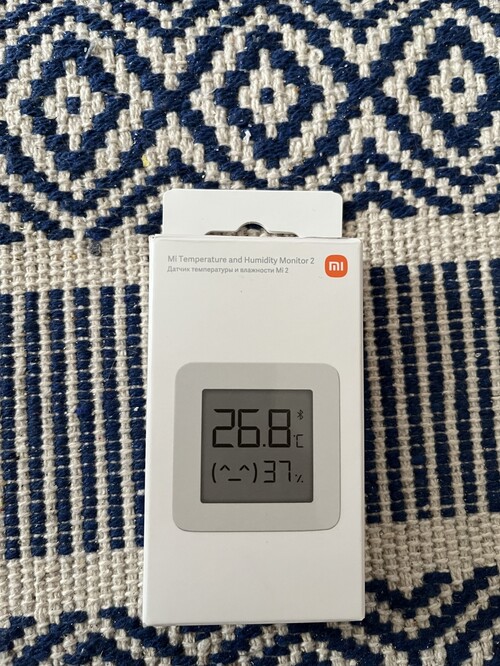 Mi Temperature and Humidity Monitor 2
Датчик температуры и влажности Mi 2
mi
26.8 °C
(^_^) 37 %